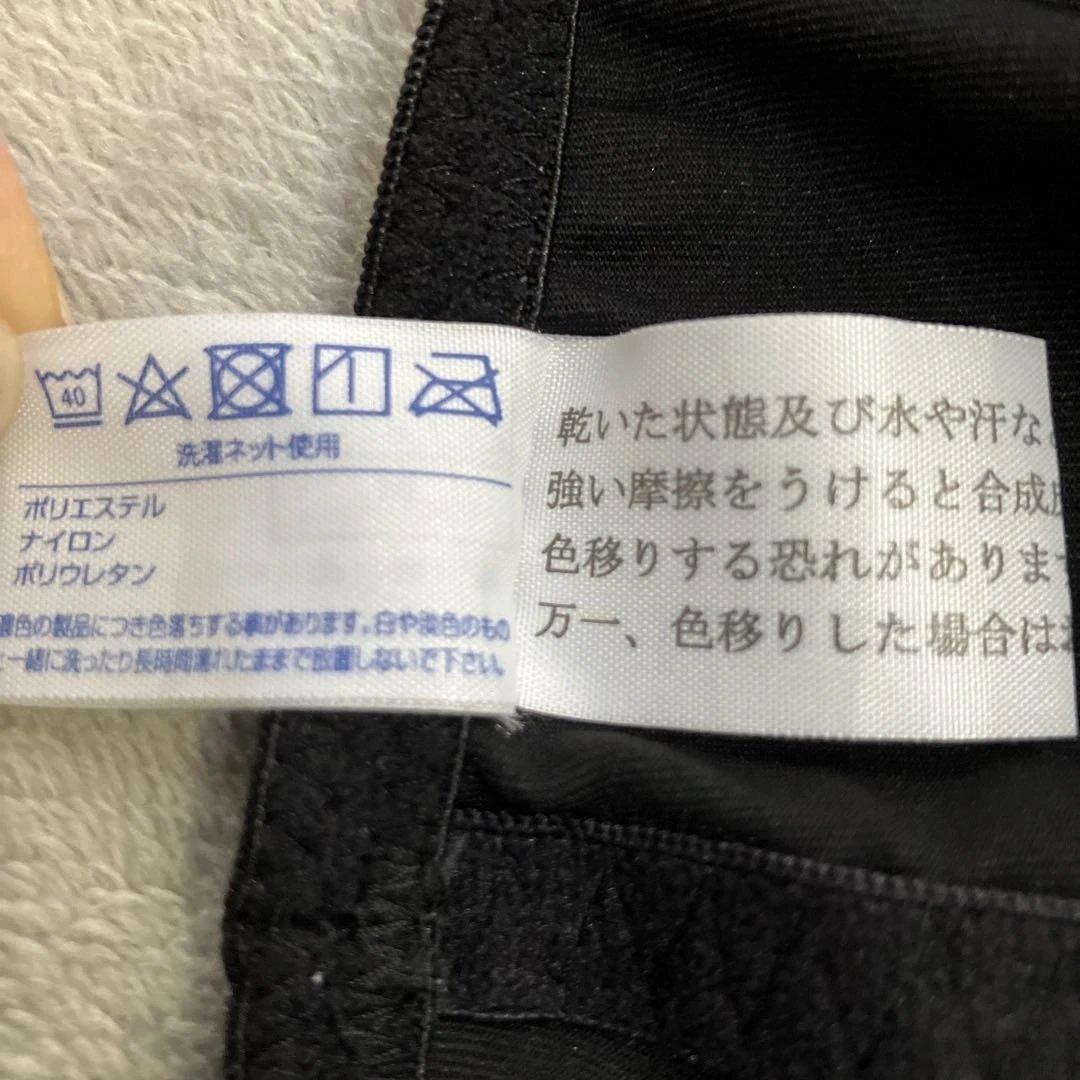 40
洗濯ネット使用
ポリエステル
ナイロン
ポリウレタン
濃色の製品につき色落ちする事があります。白や淡色のもの
と一緒に洗ったり長時間濡れたままで放置しないで下さい。
乾いた状態及び水や汗な
強い摩擦をうけると合成
色移りする恐れがありま
万一、色移りした場合は